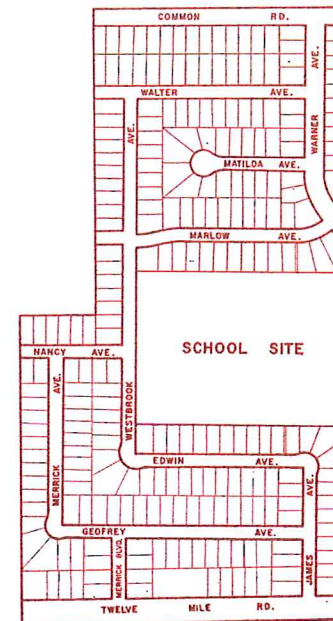 COMMON RD.
WALTER AVE.
AVE.
WARNER
MATILDA AVE.
MARLOW AVE.
SCHOOL SITE
NANCY AVE.
WESTBROOK
AVE.
MERRICK
EDWIN AVE.
AVE.
GEOFREY AVE.
MERRICK BLVD.
JAMES
TWELVE MILE RD.